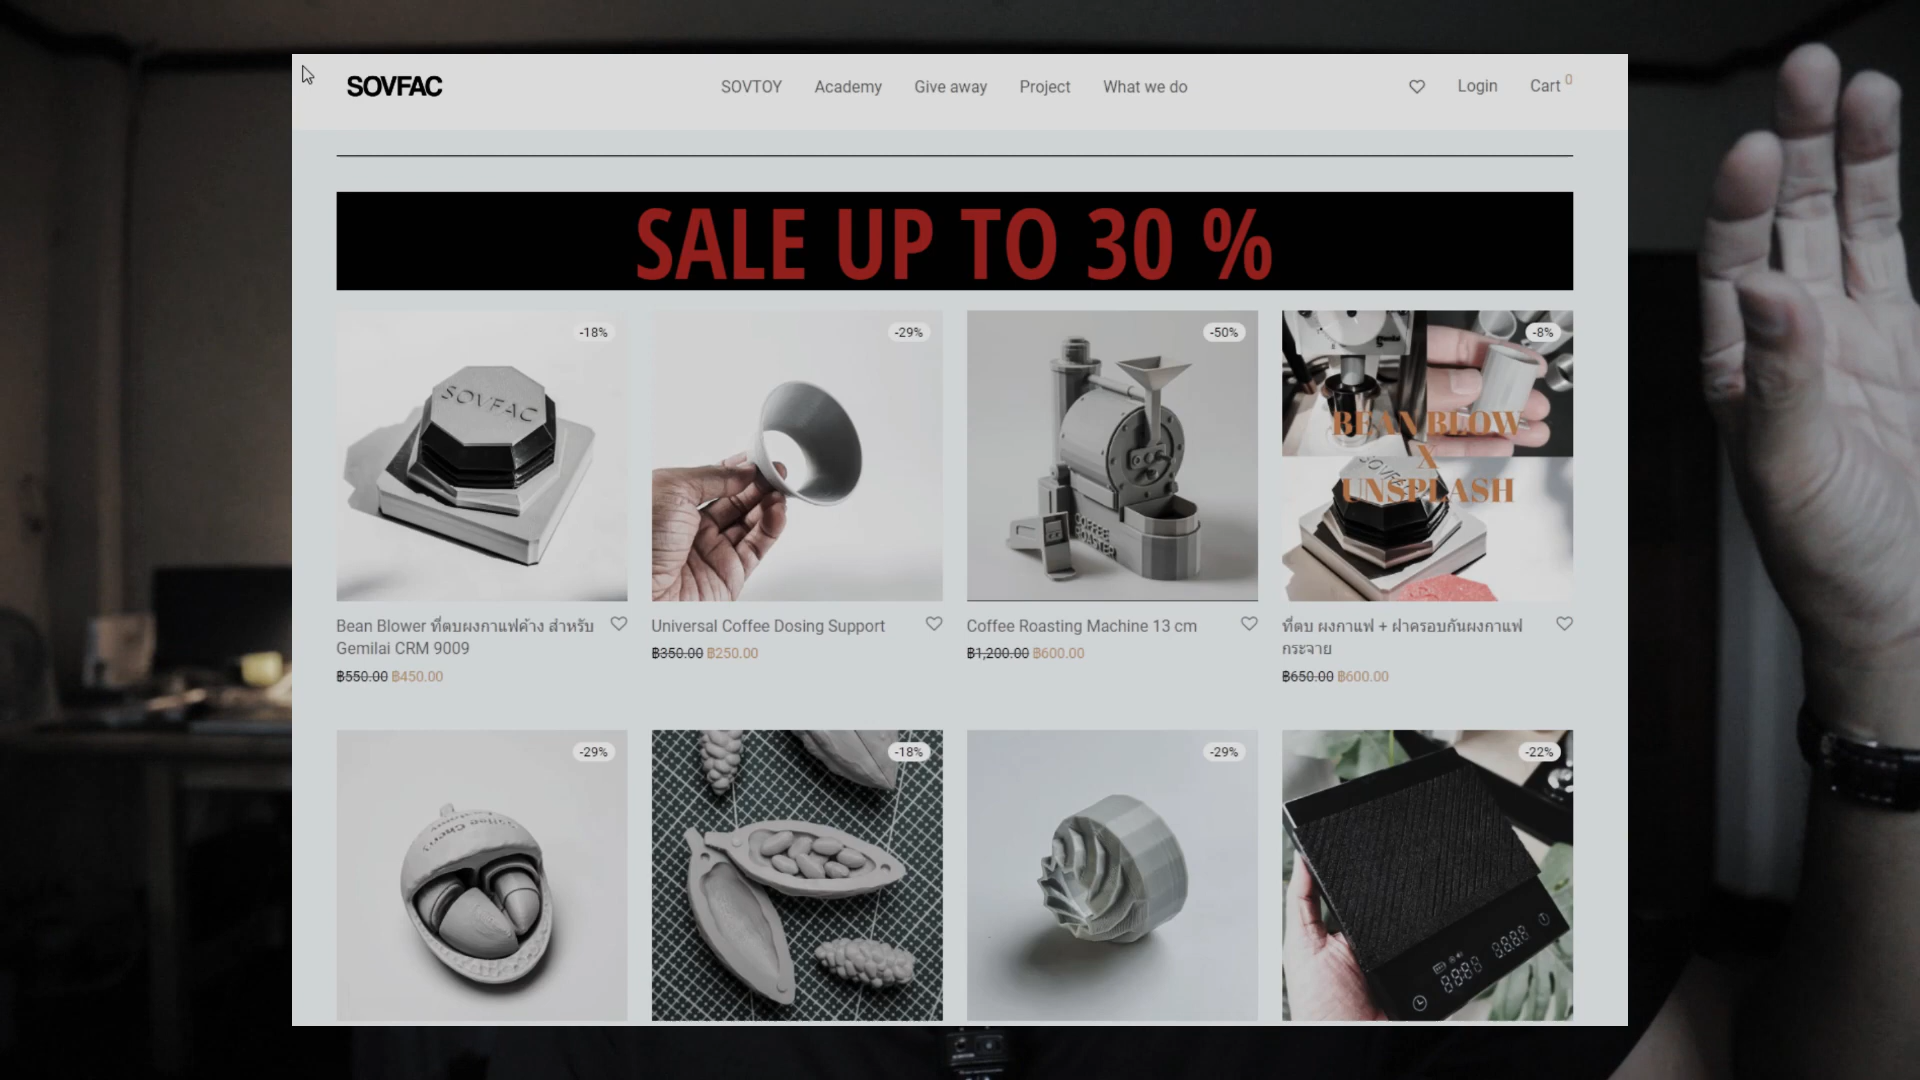 SOVFAC
SOVTOY Academy Give away Project What we do
Login Cart 0
SALE UP TO 30 %
-18%
-29%
-50%
-8%
SOVFAC
COFFEE
ROASTER
BEAN BLOW
X
UNSPLASH
Bean Blower ที่ตบผงกาแฟค้าง สำหรับ
Gemilai CRM 9009
฿550.00 ฿450.00
Universal Coffee Dosing Support
฿350.00 ฿250.00
Coffee Roasting Machine 13 cm
฿1,200.00 ฿600.00
ที่ตบ ผงกาแฟ + ฝาครอบกันผงกาแฟ
กระจาย
฿650.00 ฿600.00
-29%
-18%
-29%
-22%